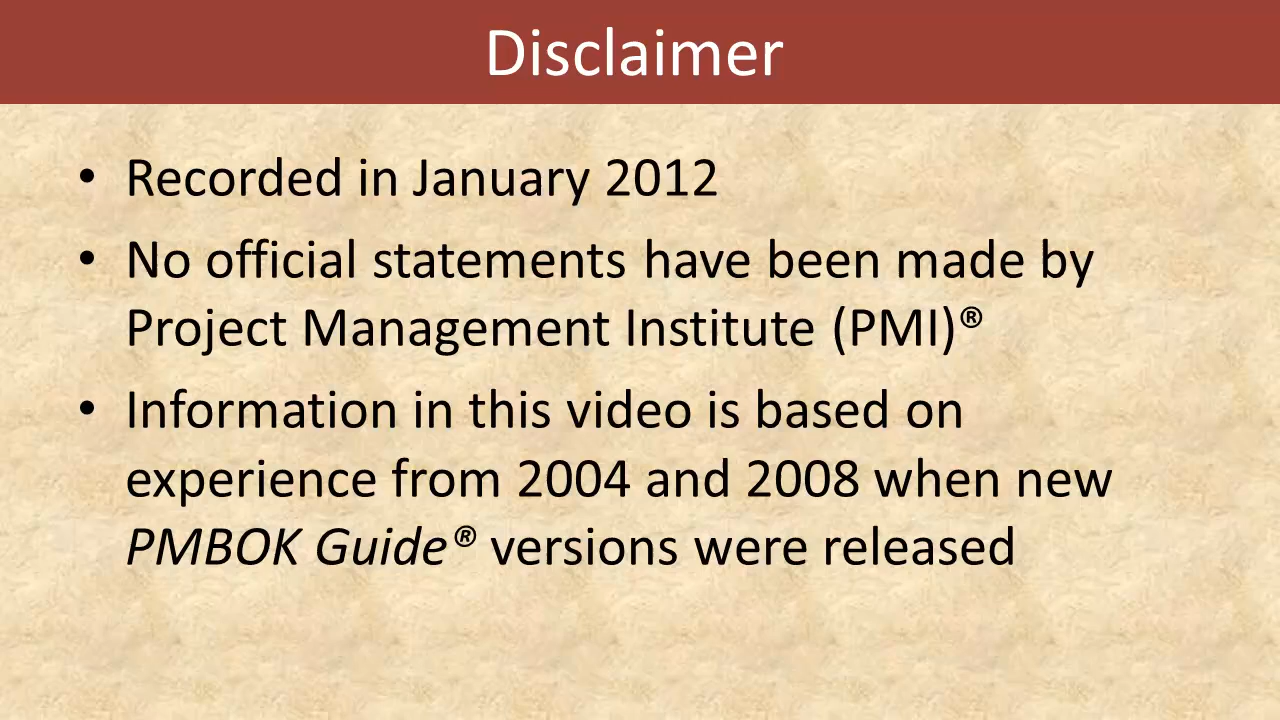 Disclaimer
• Recorded in January 2012
• No official statements have been made by
Project Management Institute (PMI)®
• Information in this video is based on
experience from 2004 and 2008 when new
PMBOK Guide® versions were released